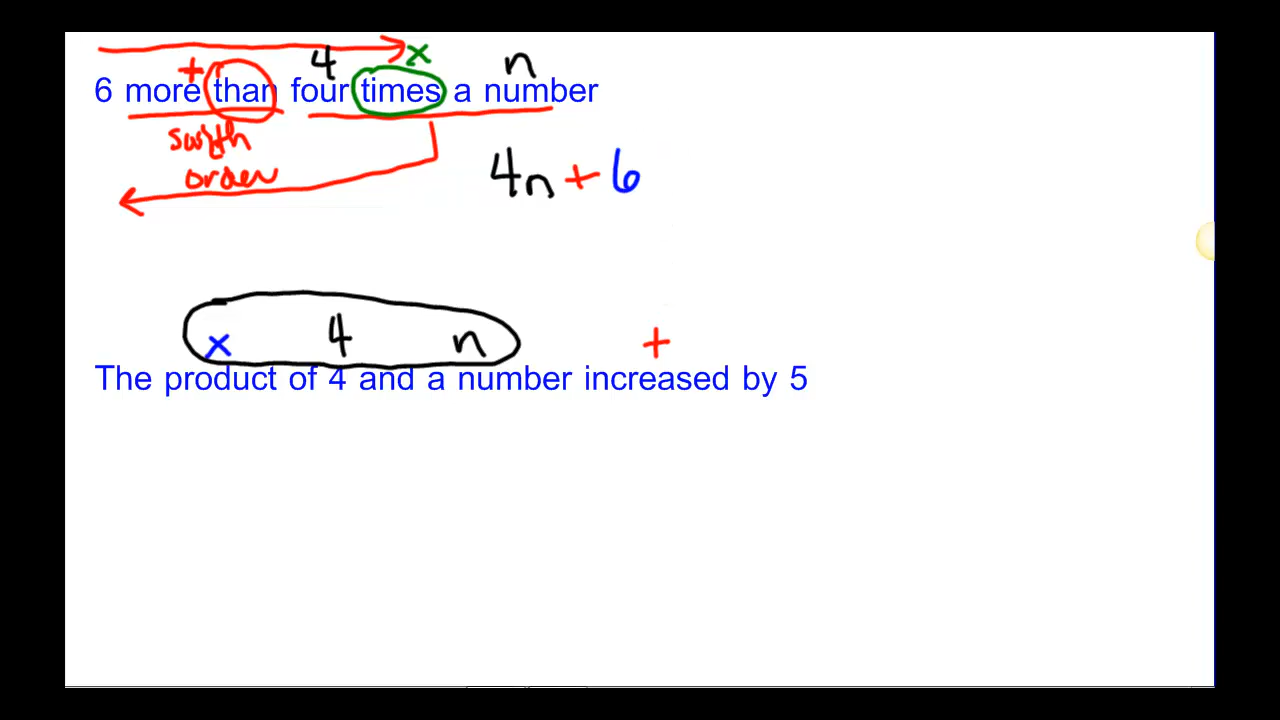 + 4 x n
6 more than four times a number
switch
order
4n + 6
x 4 n +
The product of 4 and a number increased by 5